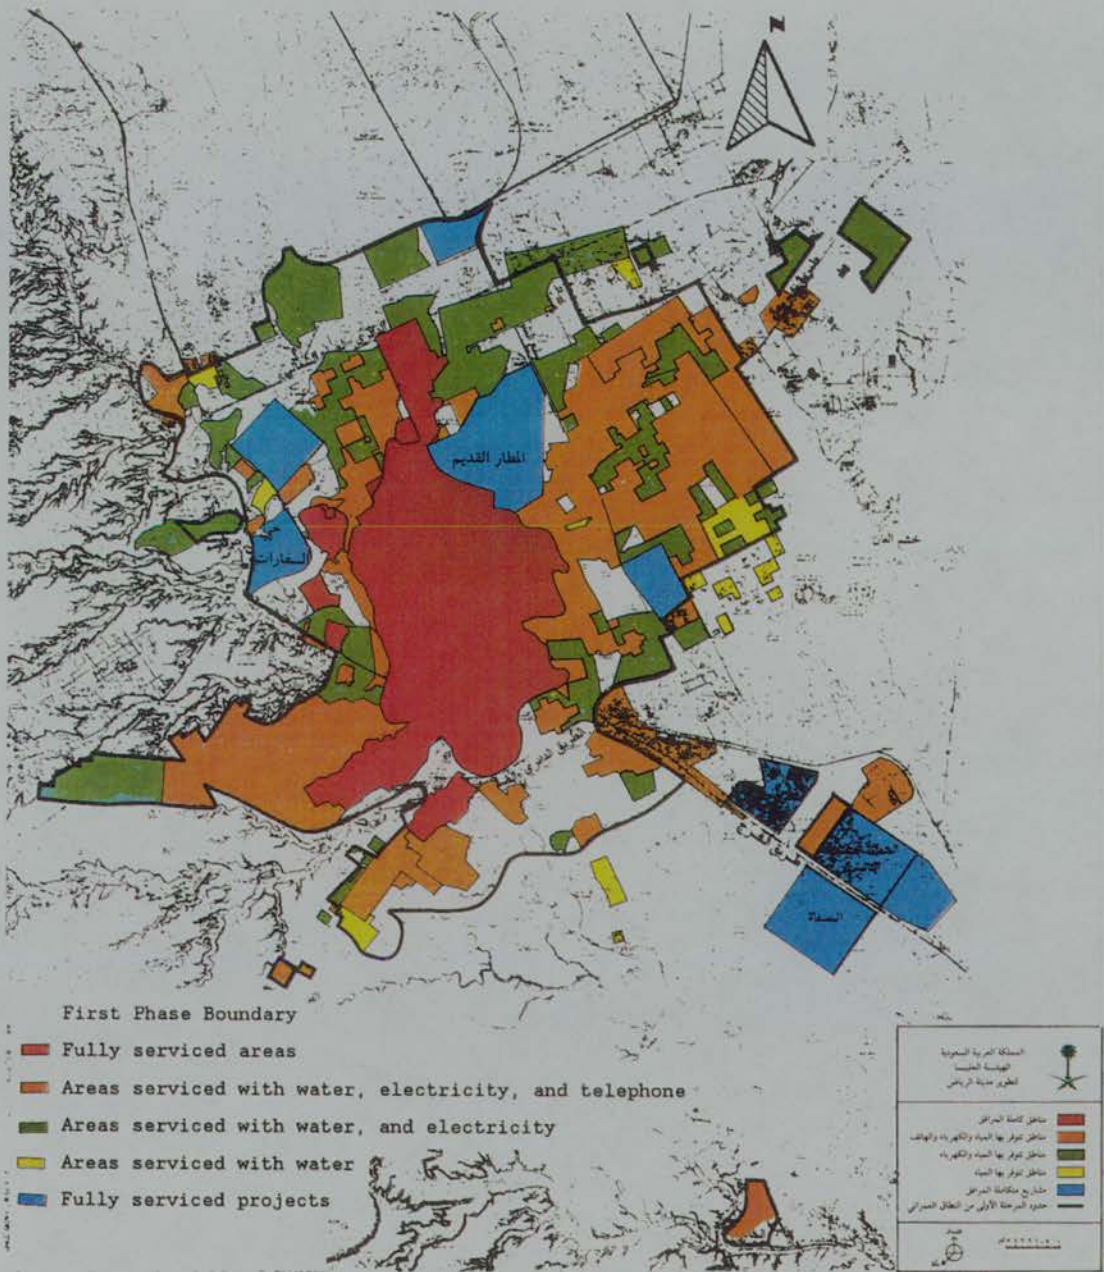 N
المطار القديم
حي
السفارات
خشم العان
الطريق الدائري
طريق الخرج
المصفاة
First Phase Boundary
Fully serviced areas
Areas serviced with water, electricity, and telephone
Areas serviced with water, and electricity
Areas serviced with water
Fully serviced projects
المملكة العربية السعودية
الهيئة العليا
لتطوير مدينة الرياض
مناطق كاملة المرافق
مناطق تتوفر بها المياه والكهرباء والهاتف
مناطق تتوفر بها المياه والكهرباء
مناطق تتوفر بها المياه
مشاريع متكاملة المرافق
حدود المرحلة الأولى من النطاق العمراني